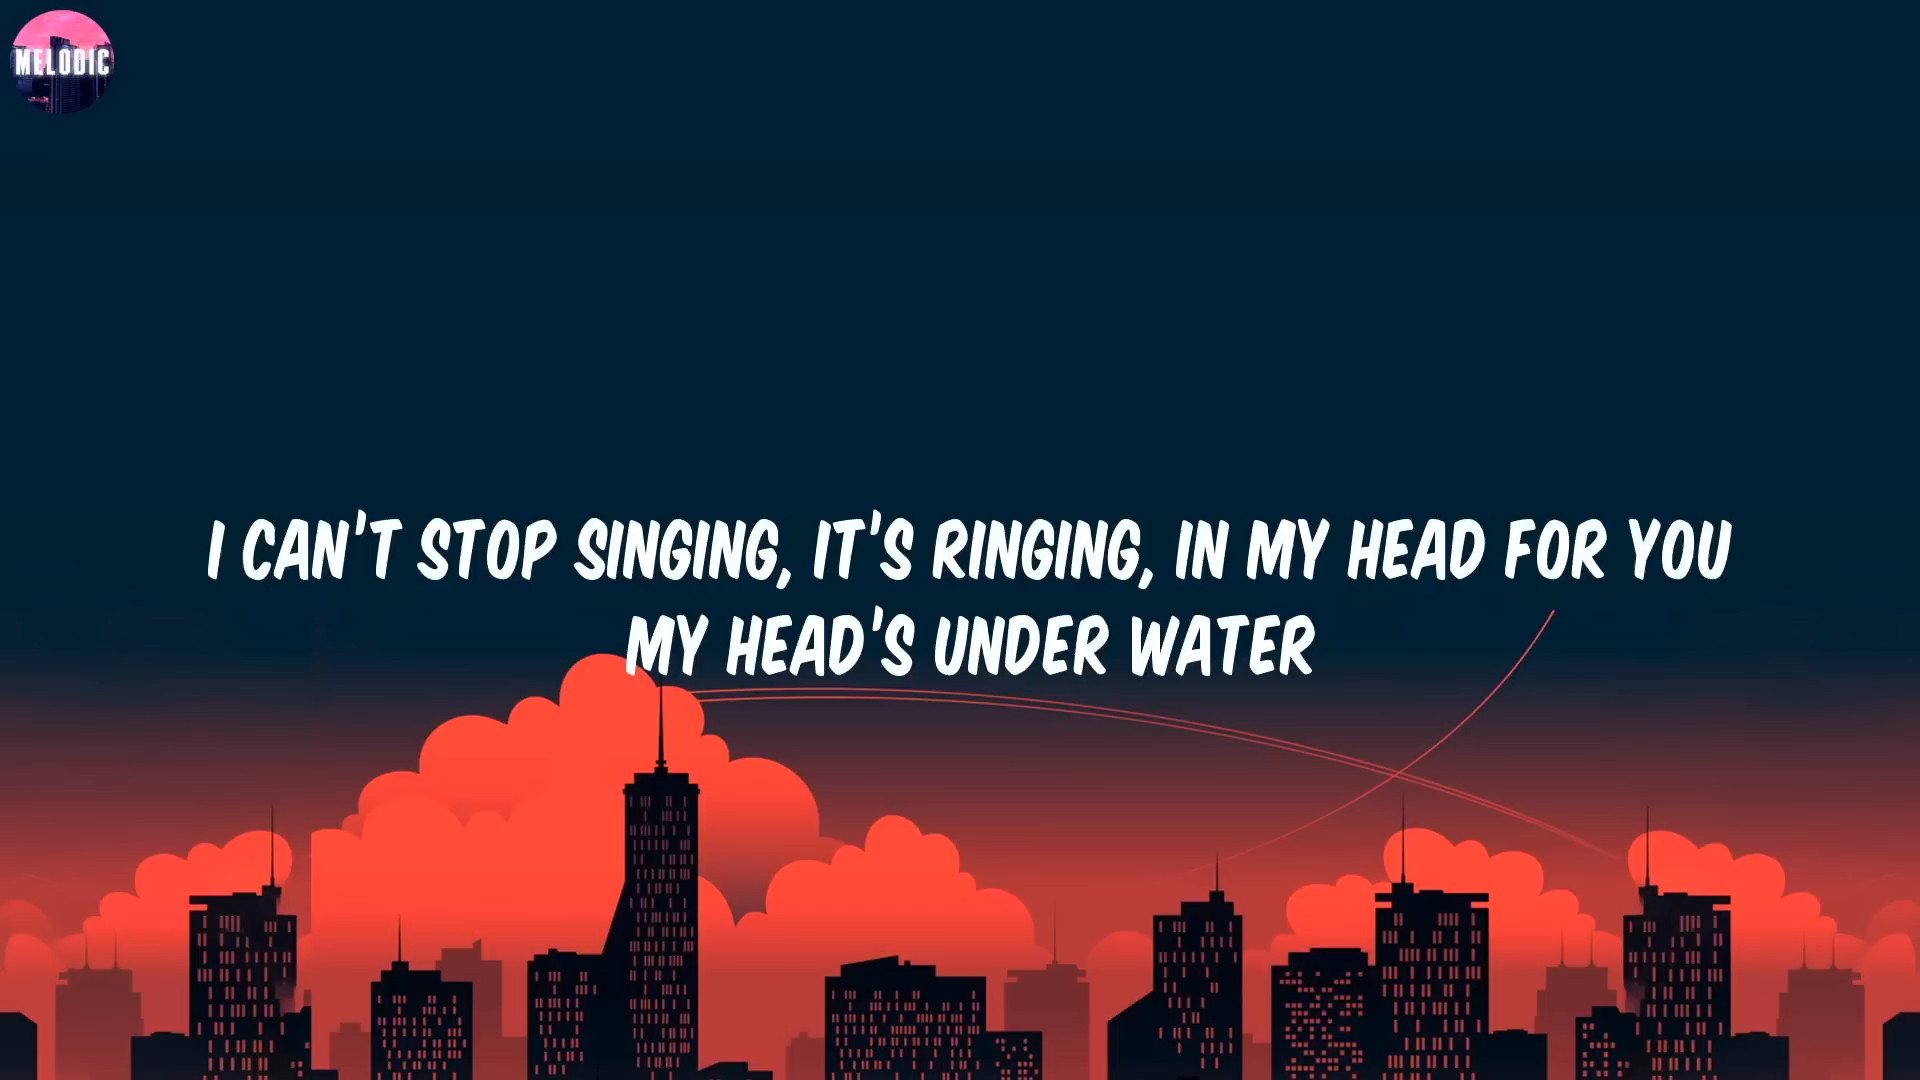 MELODIC
I CAN'T STOP SINGING, IT'S RINGING, IN MY HEAD FOR YOU
MY HEAD'S UNDER WATER